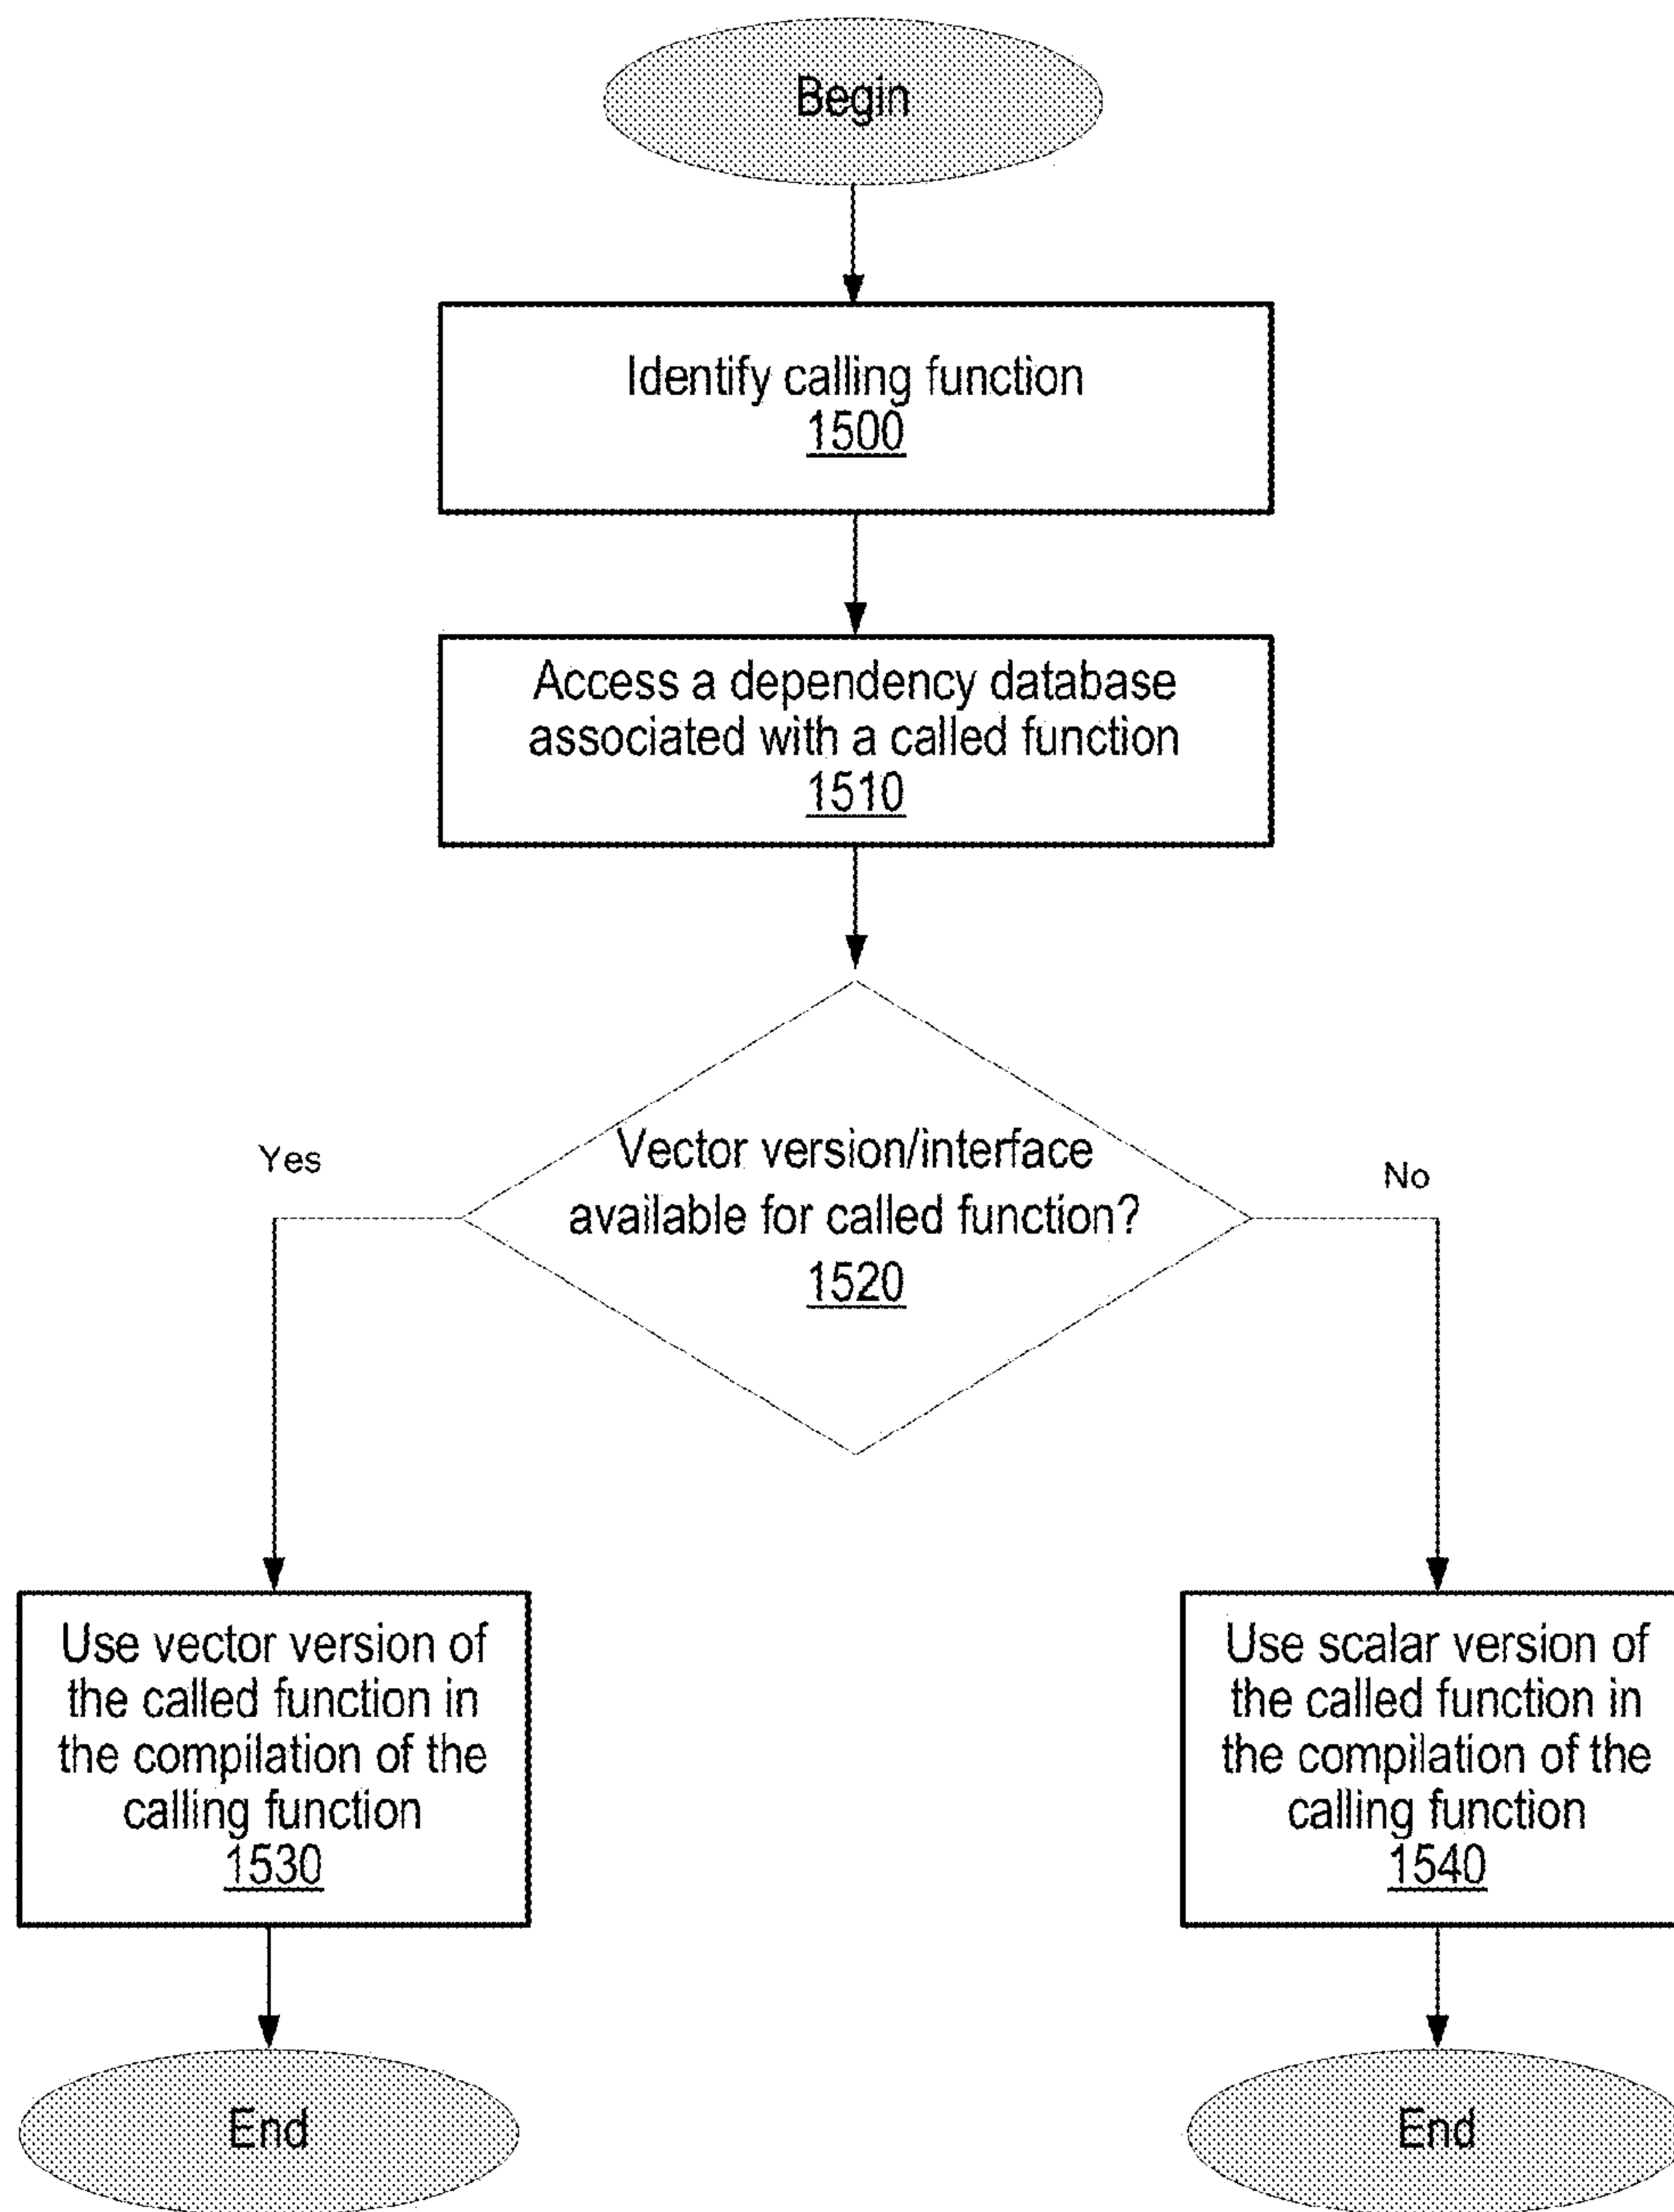 Begin
Identify calling function
1500
Access a dependency database
associated with a called function
1510
Vector version/interface
available for called function?
1520
Yes
No
Use vector version of
the called function in
the compilation of the
calling function
1530
Use scalar version of
the called function in
the compilation of the
calling function
1540
End
End